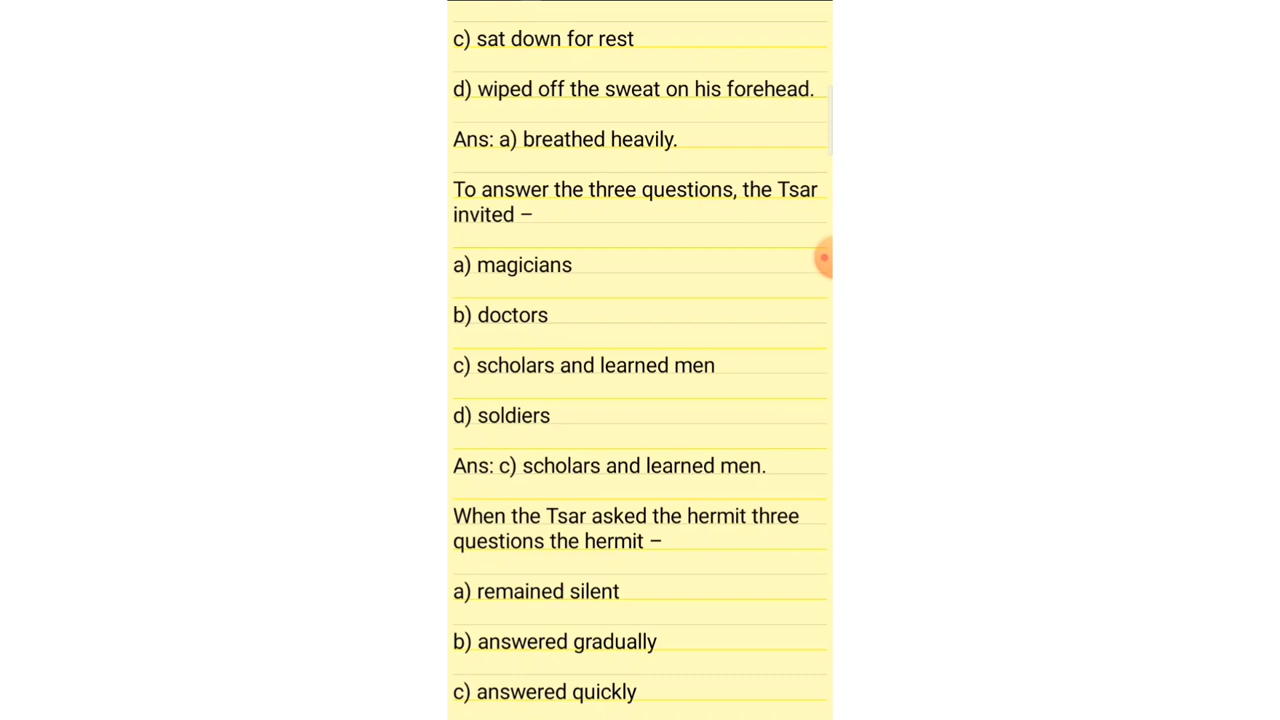 c) sat down for rest
d) wiped off the sweat on his forehead.
Ans: a) breathed heavily.
To answer the three questions, the Tsar
invited –
a) magicians
b) doctors
c) scholars and learned men
d) soldiers
Ans: c) scholars and learned men.
When the Tsar asked the hermit three
questions the hermit –
a) remained silent
b) answered gradually
c) answered quickly